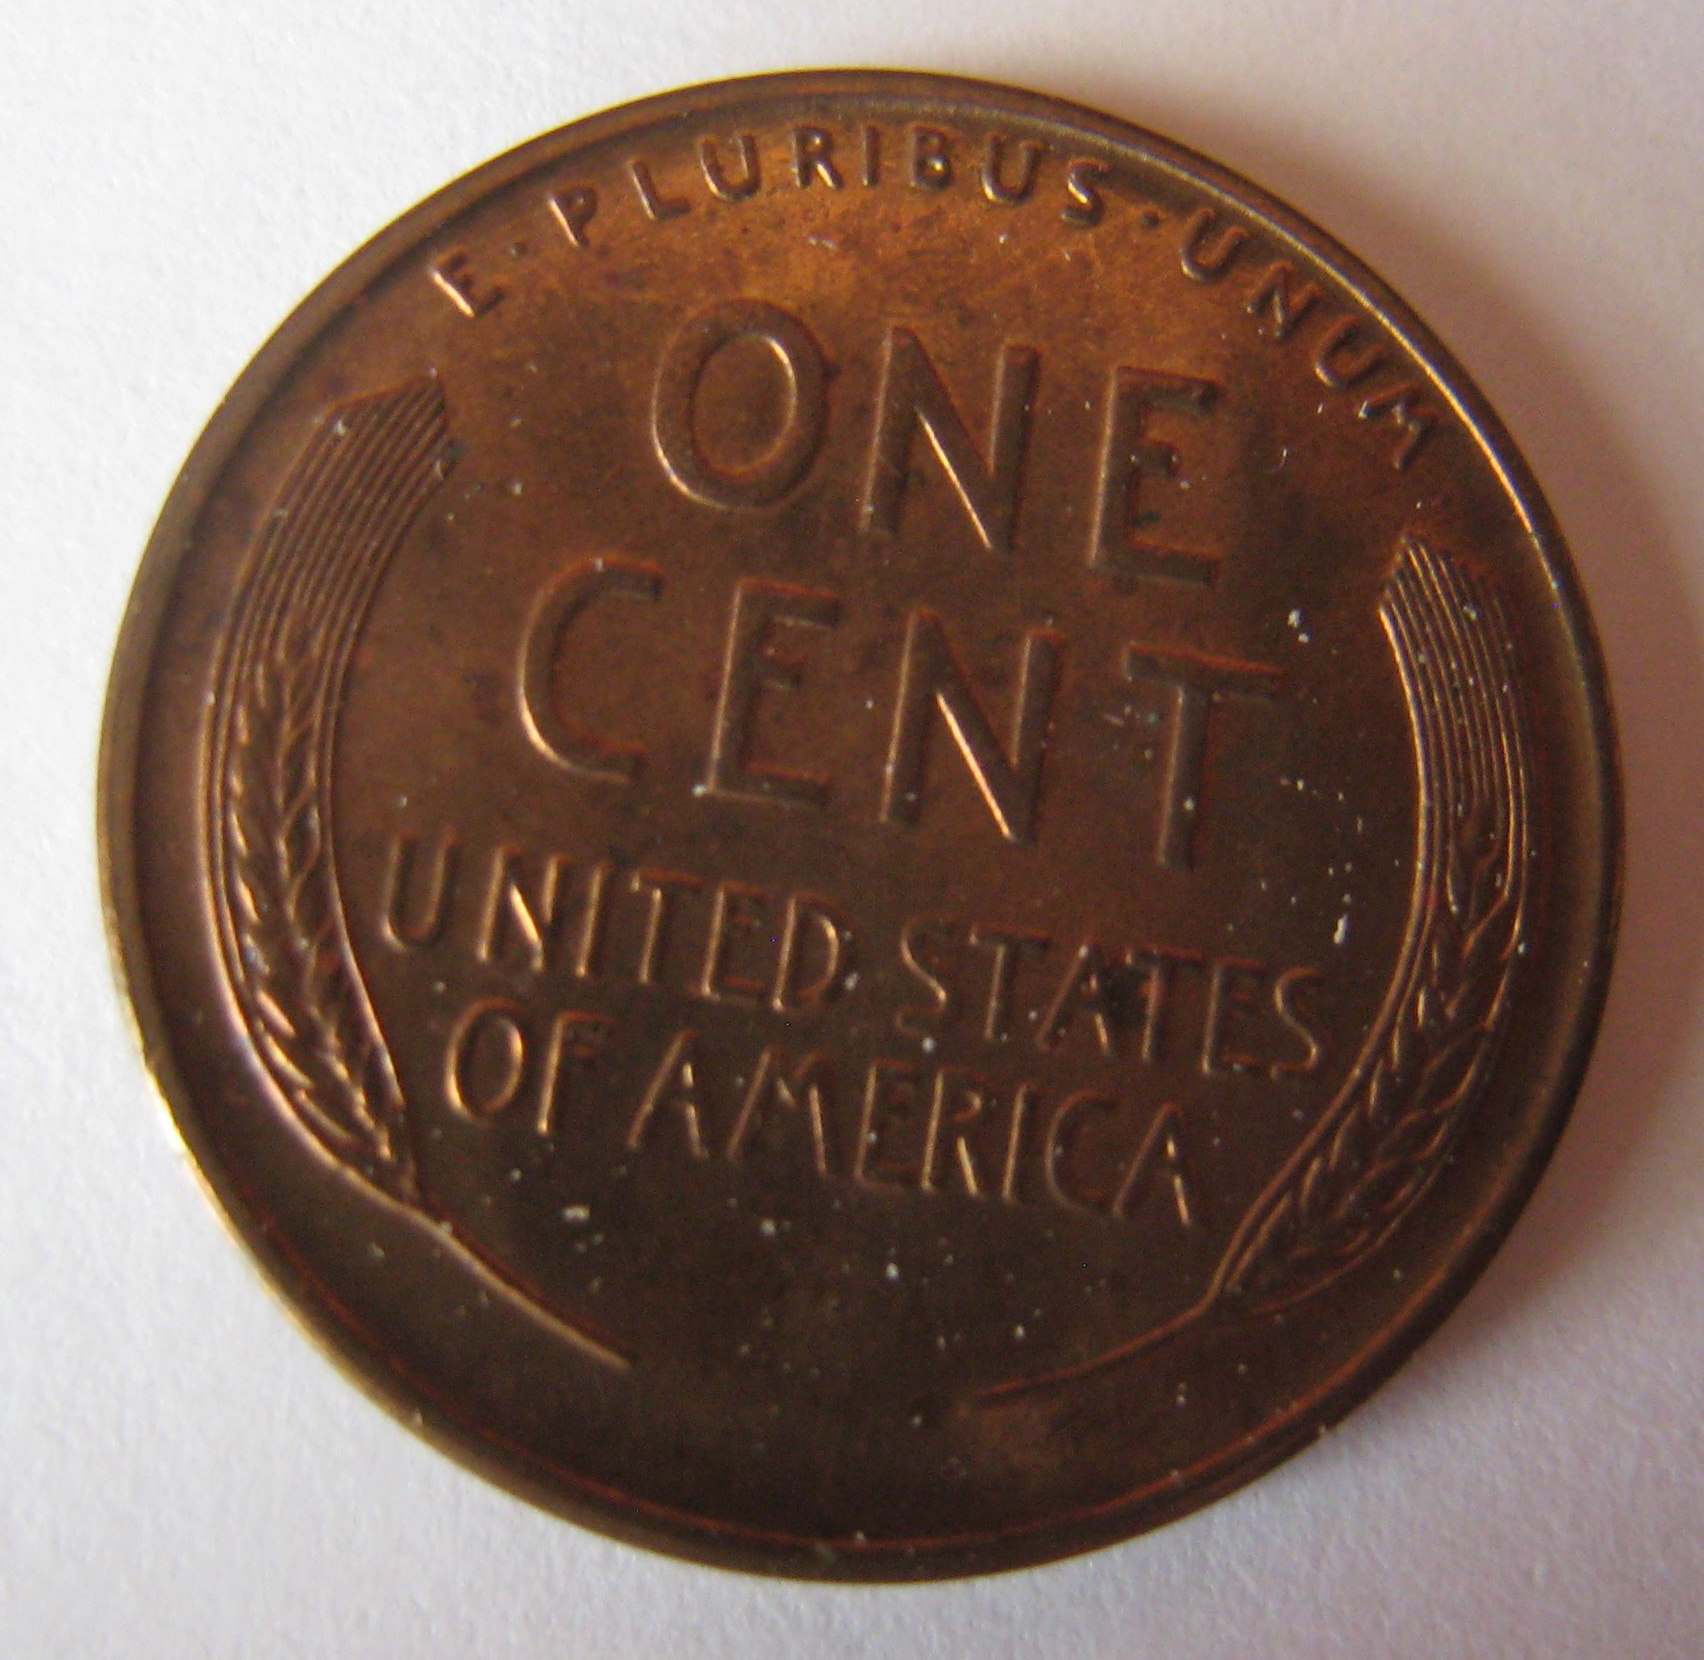 E·PLURIBUS·UNUM
ONE
CENT
UNITED STATES
OF AMERICA